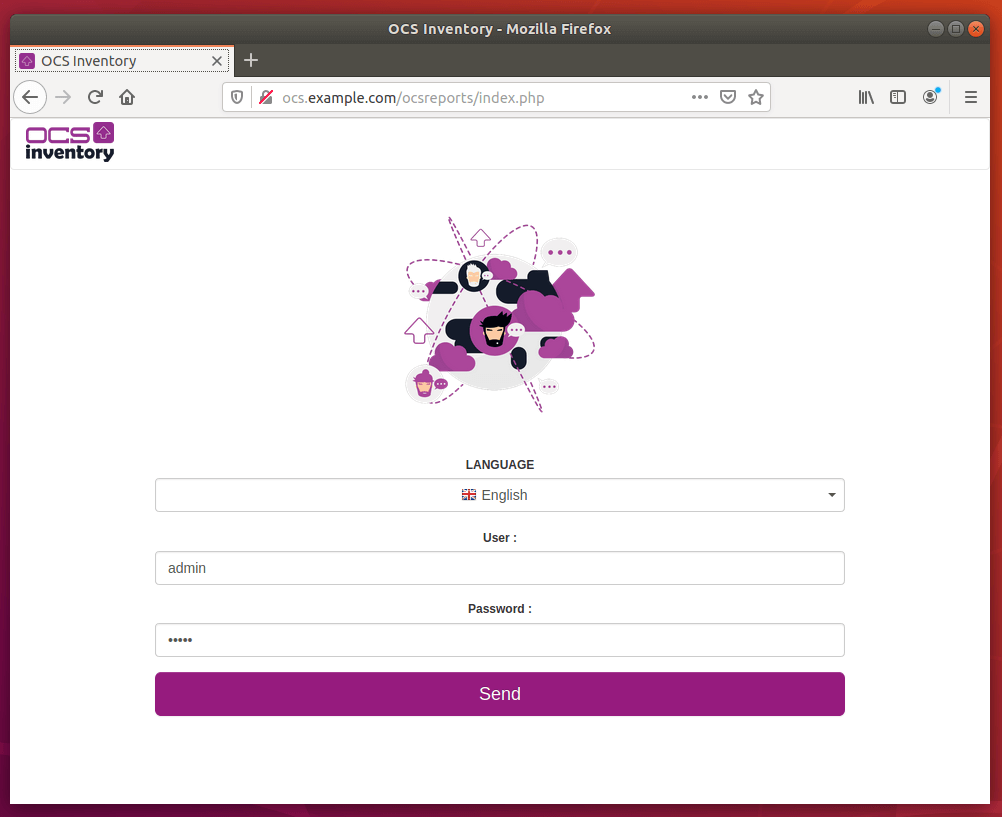 OCS Inventory - Mozilla Firefox
OCS Inventory
ocs.example.com/ocsreports/index.php
OCS
inventory
LANGUAGE
English
User :
admin
Password :
•••••
Send